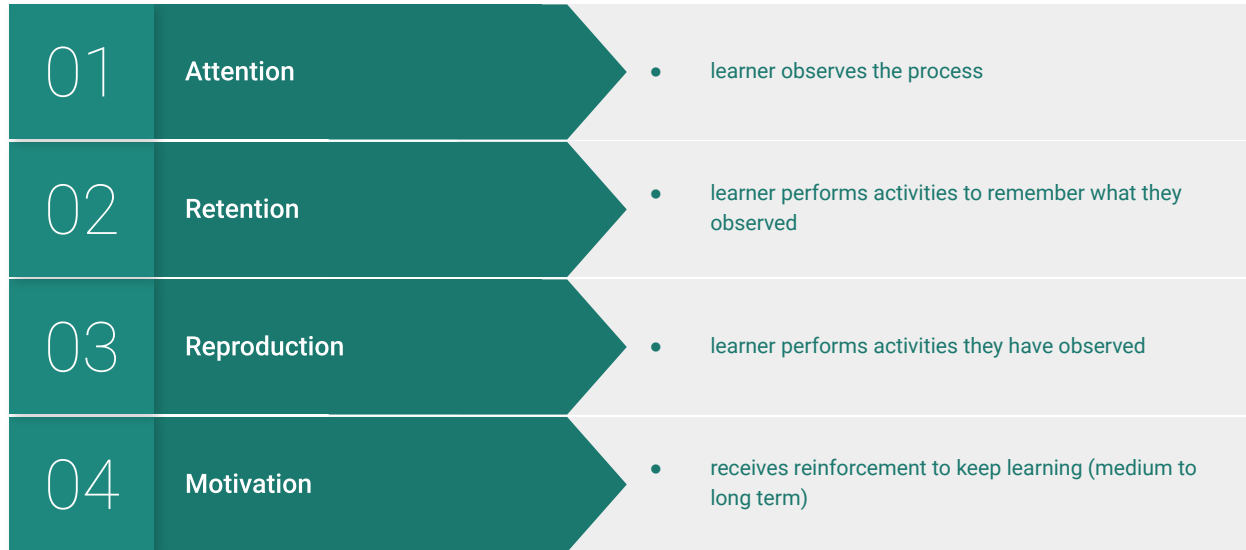 01
Attention
• learner observes the process
02
Retention
• learner performs activities to remember what they
observed
03
Reproduction
• learner performs activities they have observed
04
Motivation
• receives reinforcement to keep learning (medium to
long term)